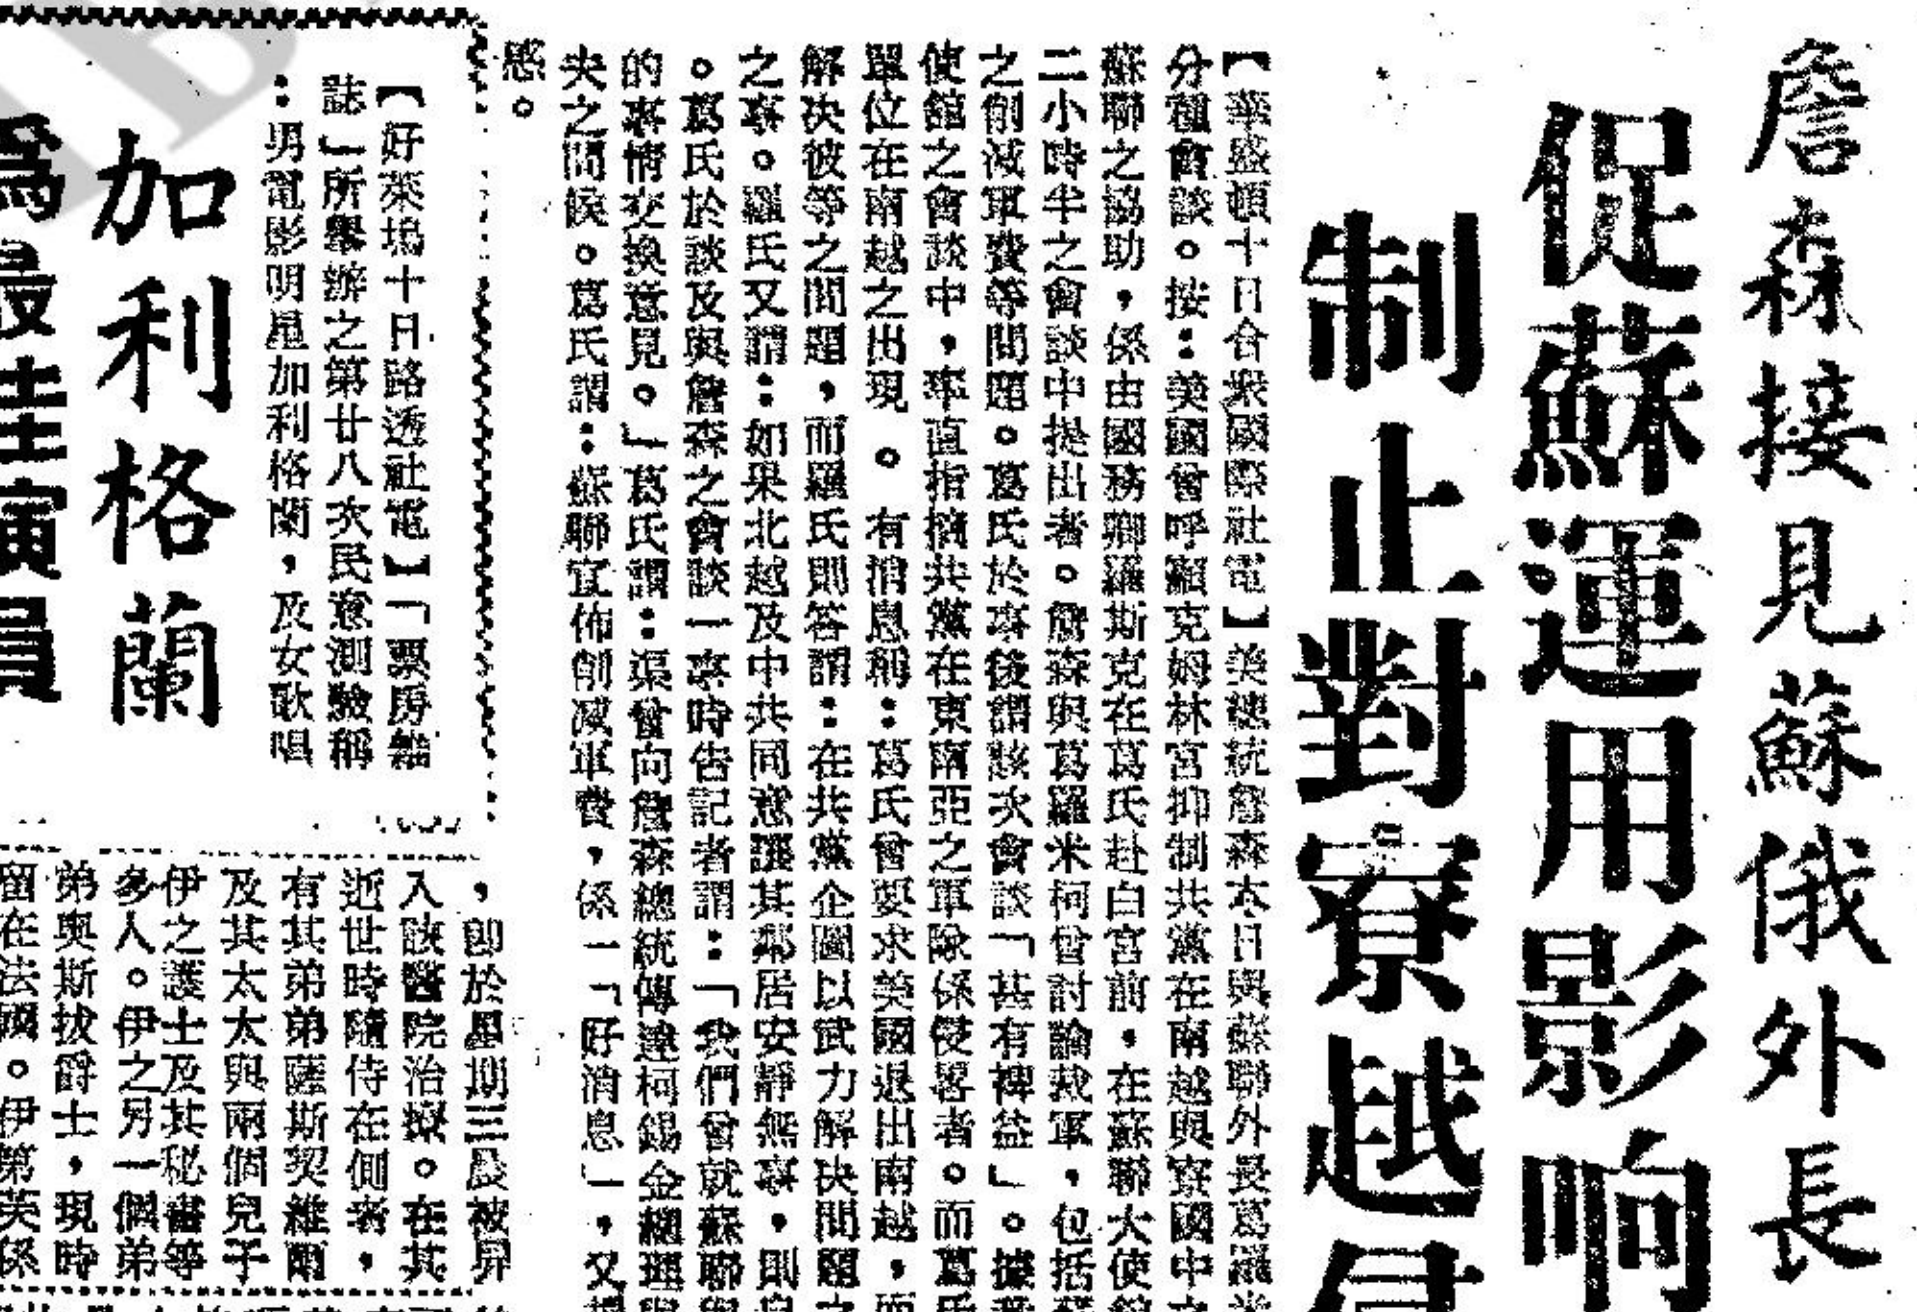 詹森接見蘇俄外長
促蘇運用影响
制止對寮越侵
【華盛頓十日合衆國際社電】美總統詹森本日與蘇聯外長葛羅米
分種會談。按：美國曾呼籲克姆林宮抑制共黨在南越與寮國中之
蘇聯之協助，係由國務卿羅斯克在葛氏赴白宮前，在蘇聯大使館
二小時半之會談中提出者。詹森與葛羅米柯曾討論裁軍，包括蘇
之削減軍費等問題。葛氏於事後謂該次會談「甚有裨益」。據
使館之會談中，率直指摘共黨在東南亞之軍隊係侵畧者。而葛氏
單位在南越之出現。有消息稱：葛氏曾要求美國退出南越，而
解决彼等之問題，而羅氏則答謂：在共黨企圖以武力解决問題之
之事。羅氏又謂：如果北越及中共同意讓其鄰居安靜無事，則
。葛氏於談及與詹森之會談一事時告記者謂：「我們曾就蘇聯與
的事情交換意見。」葛氏謂：渠曾向詹森總統傳達柯錫金總理與
央之問候。葛氏謂：蘇聯宣佈削減軍費，係一「好消息」，又
感。
【好萊塢十日路透社電】「票房雜
誌」所舉辦之第廿八次民意測驗稱
：男電影明星加利格蘭，及女歌唱
加利格蘭
爲最佳演員
，卽於星期三晨被舁
入該醫院治療。在其
逝世時隨侍在側者，
有其弟弟薩斯契維爾
及其太太與兩個兒子
伊之護士及其秘書等
多人。伊之另一個弟
弟與斯拔爵士，現時
留在法國。伊第芙係